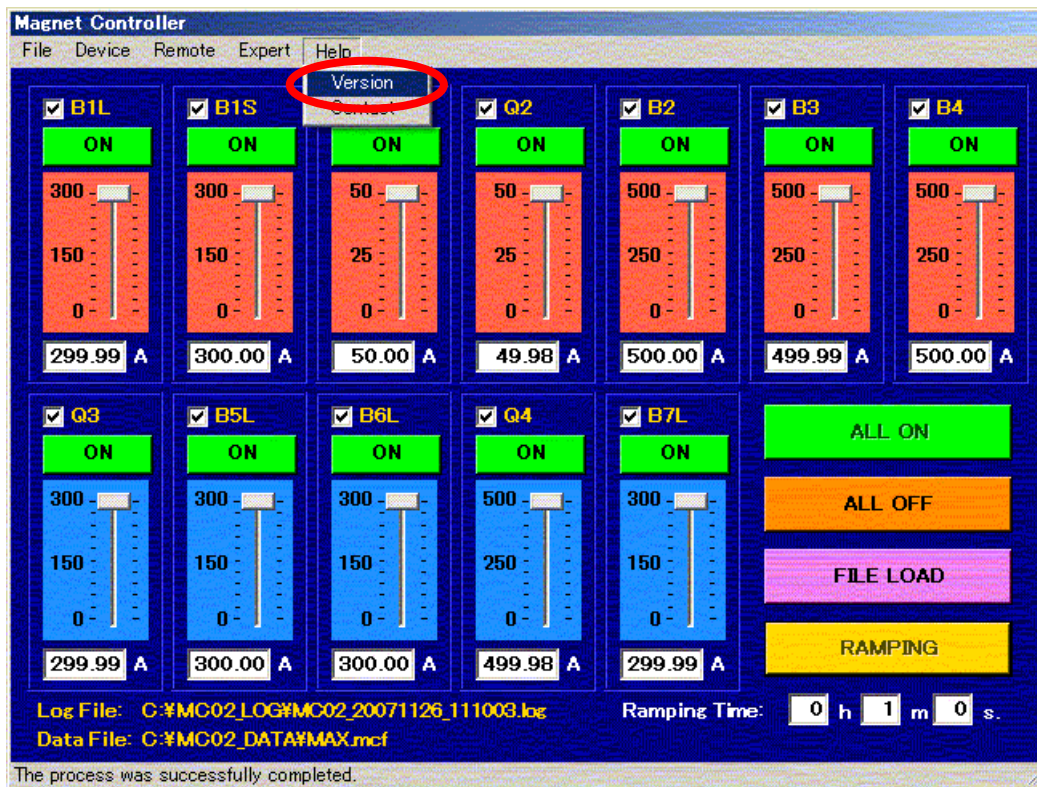 Magnet Controller
File Device Remote Expert Help
Version
B1L B1S Q2 B2 B3 B4
ON ON ON ON ON ON ON
300 300 50 50 500 500 500
150 150 25 25 250 250 250
0 0 0 0 0 0 0
299.99 A 300.00 A 50.00 A 49.98 A 500.00 A 499.99 A 500.00 A
Q3 B5L B6L Q4 B7L
ALL ON
ON ON ON ON ON
300 300 300 500 300
ALL OFF
150 150 150 250 150
FILE LOAD
0 0 0 0 0
RAMPING
299.99 A 300.00 A 300.00 A 499.98 A 299.99 A
Log File: C:¥MC02_LOG¥MC02_20071126_111003.log
Ramping Time: 0 h 1 m 0 s.
Data File: C:¥MC02_DATA¥MAX.mcf
The process was successfully completed.